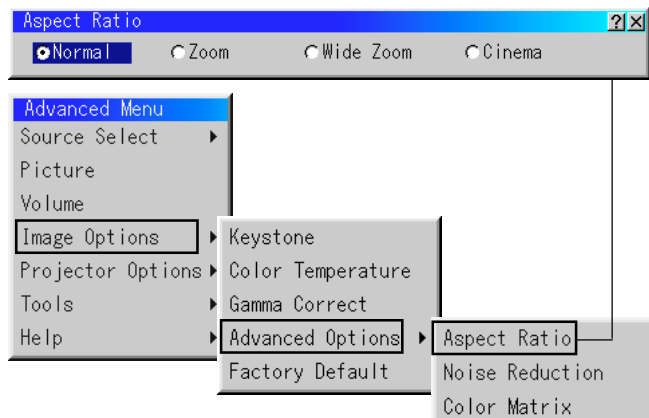 Aspect Ratio
Normal Zoom Wide Zoom Cinema
Advanced Menu
Source Select
Picture
Volume
Image Options
Projector Options
Tools
Help
Keystone
Color Temperature
Gamma Correct
Advanced Options
Factory Default
Aspect Ratio
Noise Reduction
Color Matrix